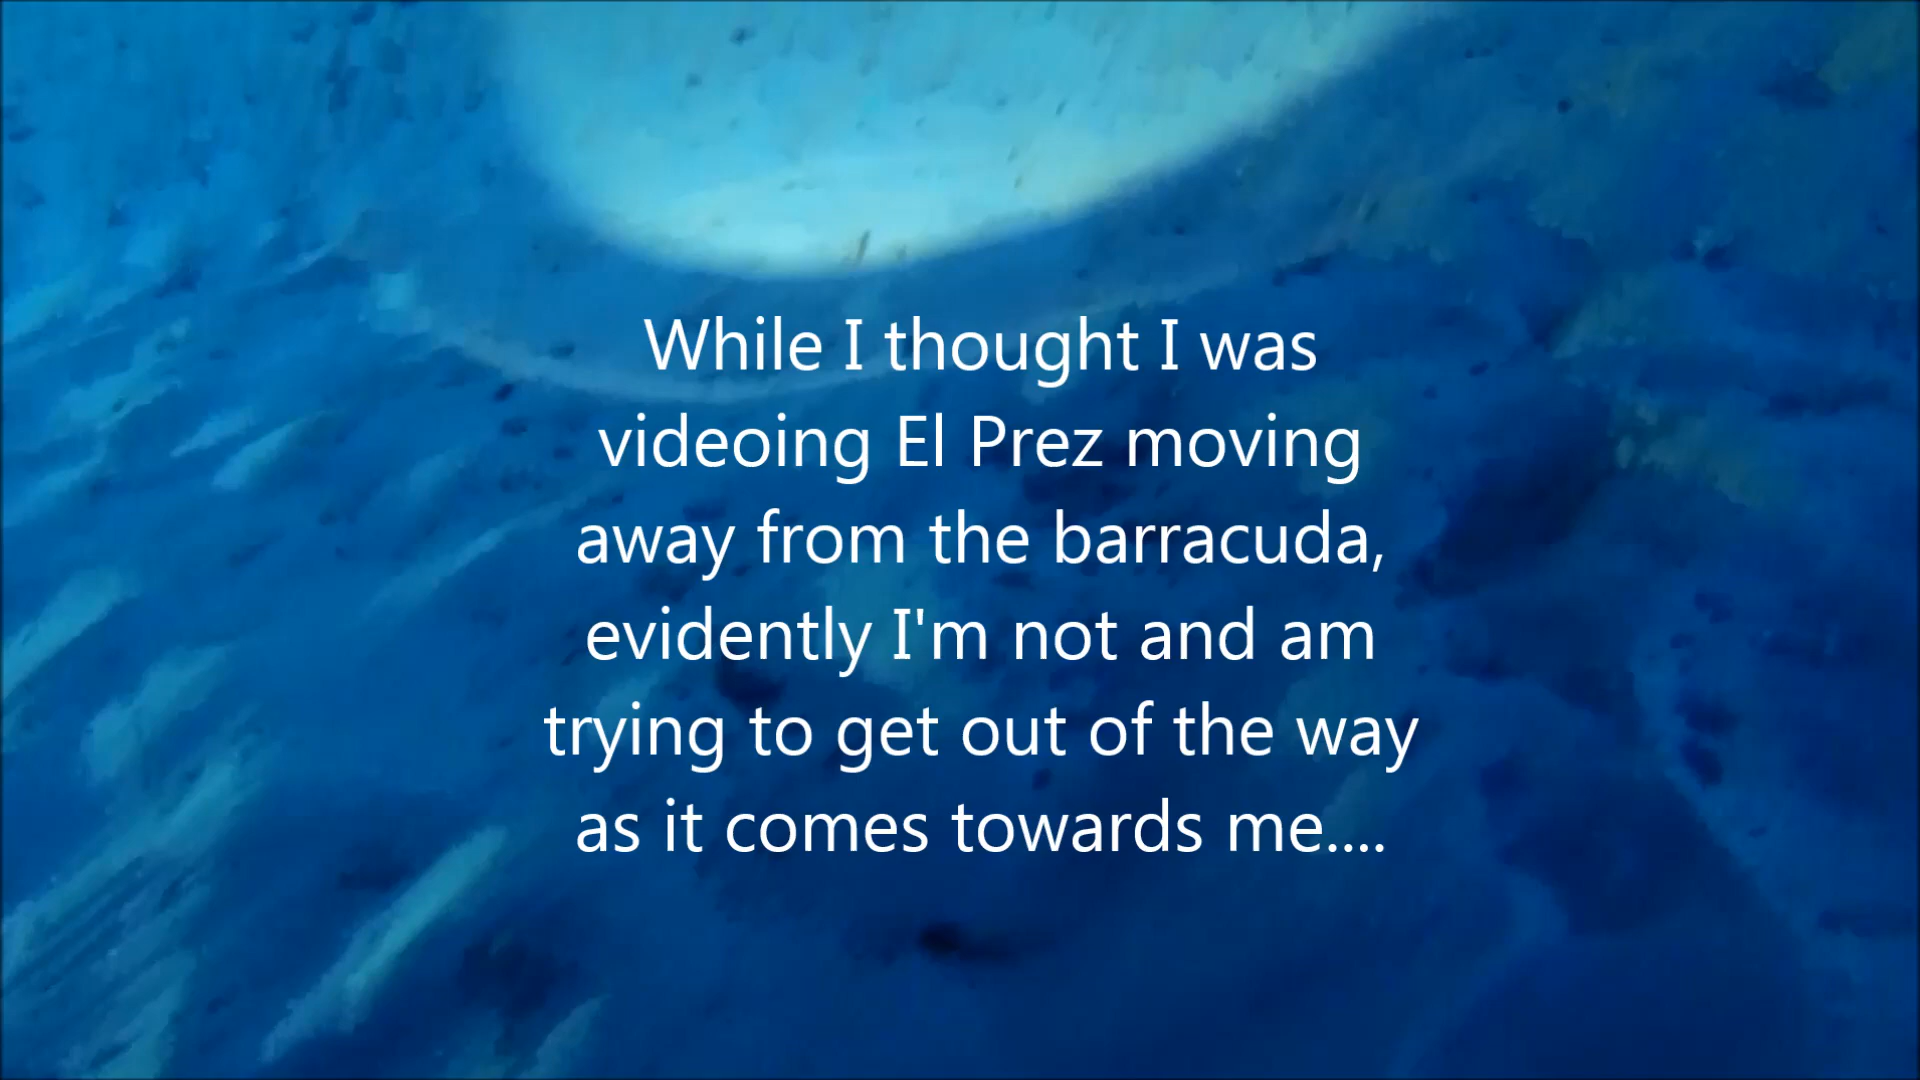 While I thought I was
videoing El Prez moving
away from the barracuda,
evidently I'm not and am
trying to get out of the way
as it comes towards me....